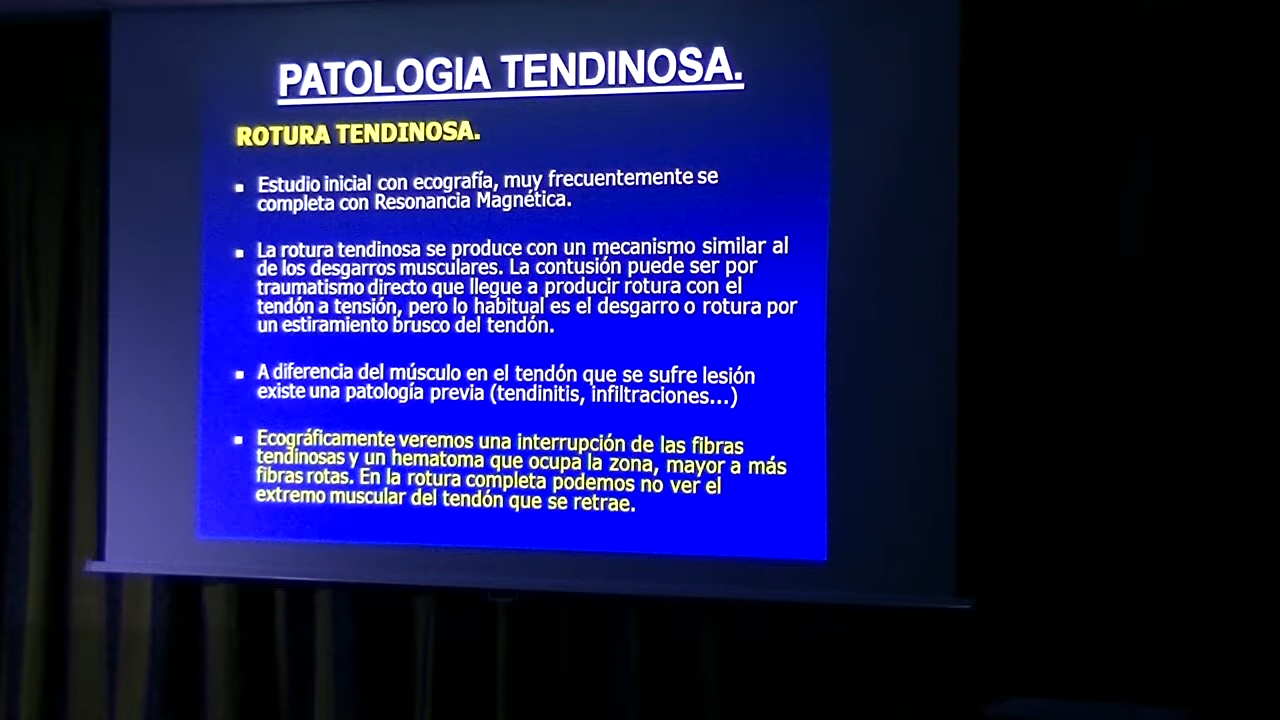 PATOLOGIA TENDINOSA.
ROTURA TENDINOSA.
▪ Estudio inicial con ecografía, muy frecuentemente se
completa con Resonancia Magnética.
▪ La rotura tendinosa se produce con un mecanismo similar al
de los desgarros musculares. La contusión puede ser por
traumatismo directo que llegue a producir rotura con el
tendón a tensión, pero lo habitual es el desgarro o rotura por
un estiramiento brusco del tendón.
▪ A diferencia del músculo en el tendón que se sufre lesión
existe una patología previa (tendinitis, infiltraciones...)
▪ Ecográficamente veremos una interrupción de las fibras
tendinosas y un hematoma que ocupa la zona, mayor a más
fibras rotas. En la rotura completa podemos no ver el
extremo muscular del tendón que se retrae.